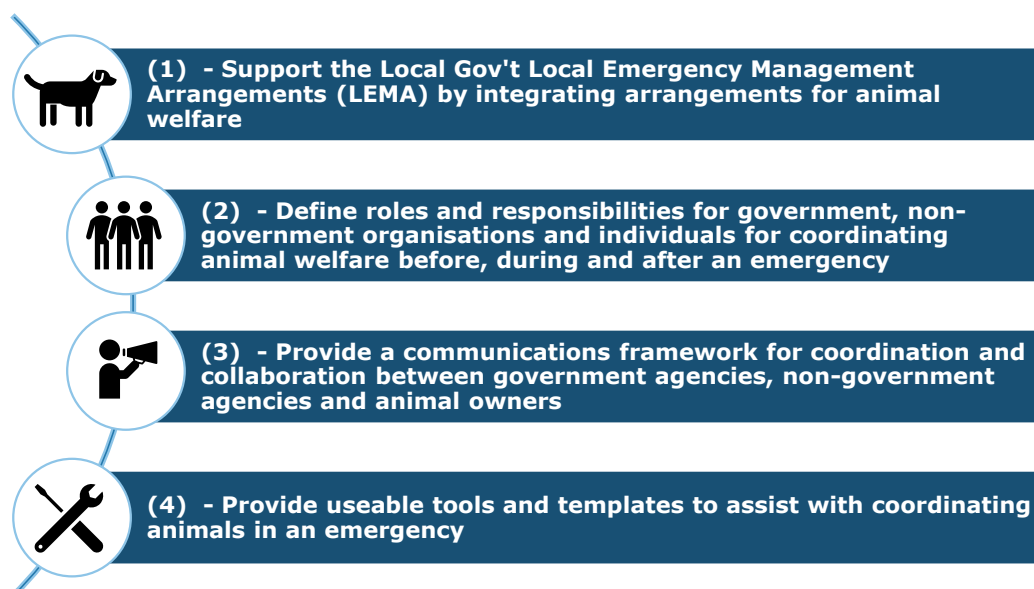 (1)  - Support the Local Gov't Local Emergency Management
Arrangements (LEMA) by integrating arrangements for animal
welfare
(2)  - Define roles and responsibilities for government, non-
government organisations and individuals for coordinating
animal welfare before, during and after an emergency
(3)  - Provide a communications framework for coordination and
collaboration between government agencies, non-government
agencies and animal owners
(4)  - Provide useable tools and templates to assist with coordinating
animals in an emergency